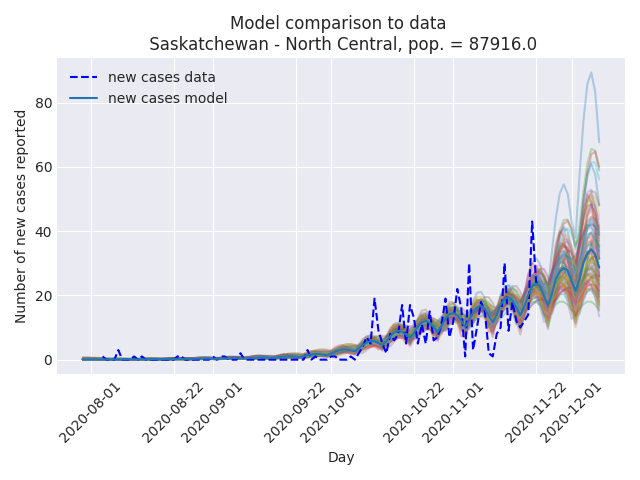 Model comparison to data
Saskatchewan - North Central, pop. = 87916.0
new cases data
new cases model
Number of new cases reported
80
60
40
20
0
2020-08-01
2020-08-22
2020-09-01
2020-09-22
2020-10-01
2020-10-22
2020-11-01
2020-11-22
2020-12-01
Day